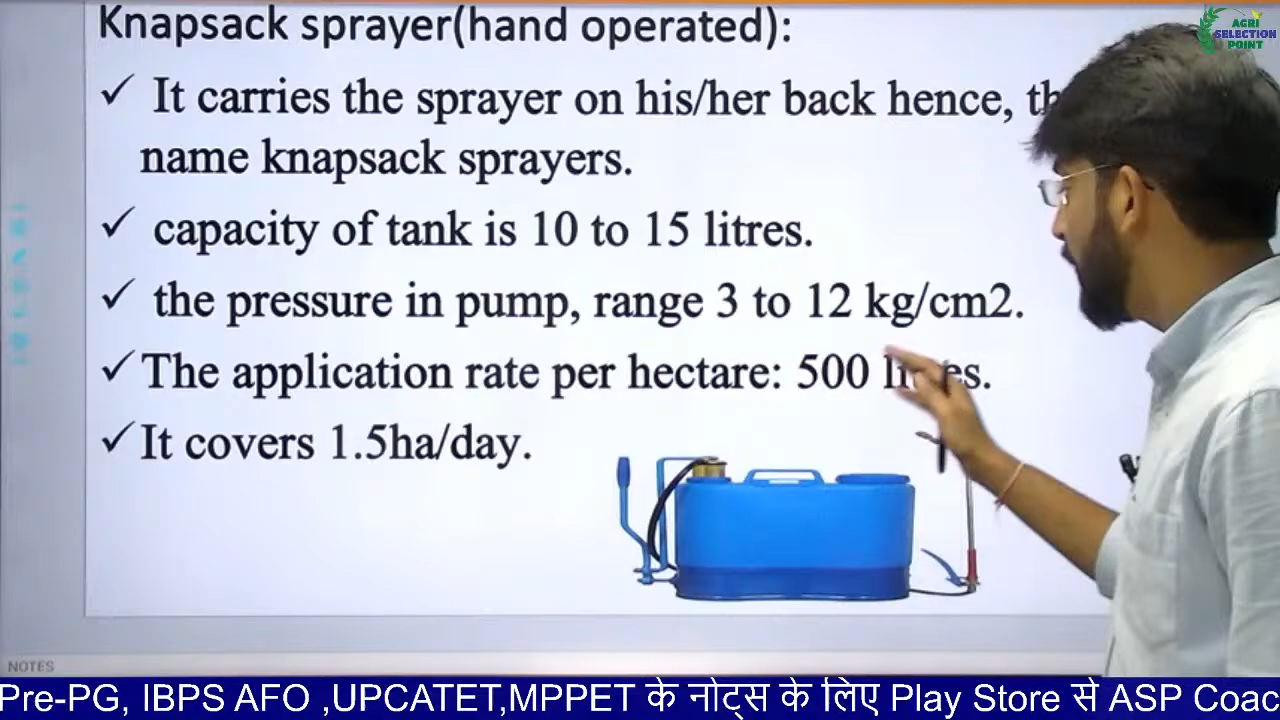 Knapsack sprayer(hand operated):
AGRI
SELECTION
POINT
✓ It carries the sprayer on his/her back hence,
name knapsack sprayers.
✓ capacity of tank is 10 to 15 litres.
✓ the pressure in pump, range 3 to 12 kg/cm2.
✓ The application rate per hectare: 500
✓ It covers 1.5ha/day.
NOTES
Pre-PG, IBPS AFO ,UPCATET,MPPET के नोट्स के लिए Play Store से ASP Coac